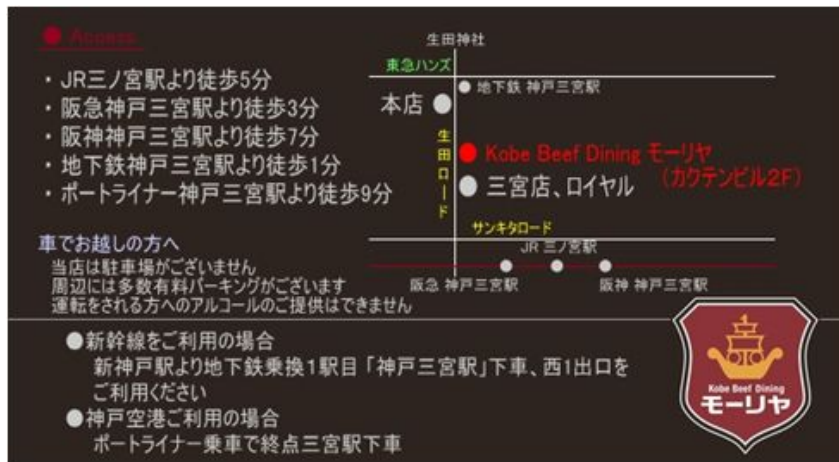 ● Access
・JR三ノ宮駅より徒歩5分
・阪急神戸三宮駅より徒歩3分
・阪神神戸三宮駅より徒歩7分
・地下鉄神戸三宮駅より徒歩1分
・ポートライナー神戸三宮駅より徒歩9分
生田神社
東急ハンズ
● 地下鉄 神戸三宮駅
本店 ●
生田ロード
● Kobe Beef Dining モーリヤ
(カクテンビル2F)
● 三宮店、ロイヤル
サンキタロード
JR 三ノ宮駅
阪急 神戸三宮駅
阪神 神戸三宮駅
車でお越しの方へ
当店は駐車場がございません
周辺には多数有料パーキングがございます
運転をされる方へのアルコールのご提供はできません
●新幹線をご利用の場合
新神戸駅より地下鉄乗換1駅目「神戸三宮駅」下車、西1出口を
ご利用ください
●神戸空港ご利用の場合
ポートライナー乗車で終点三宮駅下車
Kobe Beef Dining
モーリヤ